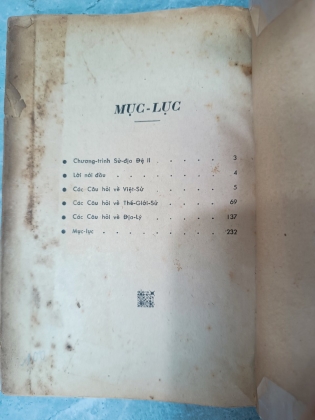 MỤC-LỤC
Chương-trình Sử-địa Đệ II . . . . 3
Lời nói đầu . . . . . . . 4
Các Câu hỏi về Việt-Sử . . . . . 5
Các Câu hỏi về Thế-Giới-Sử . . . . 69
Các Câu hỏi về Địa-Lý . . . . . 137
Mục-lục . . . . . . . . 232